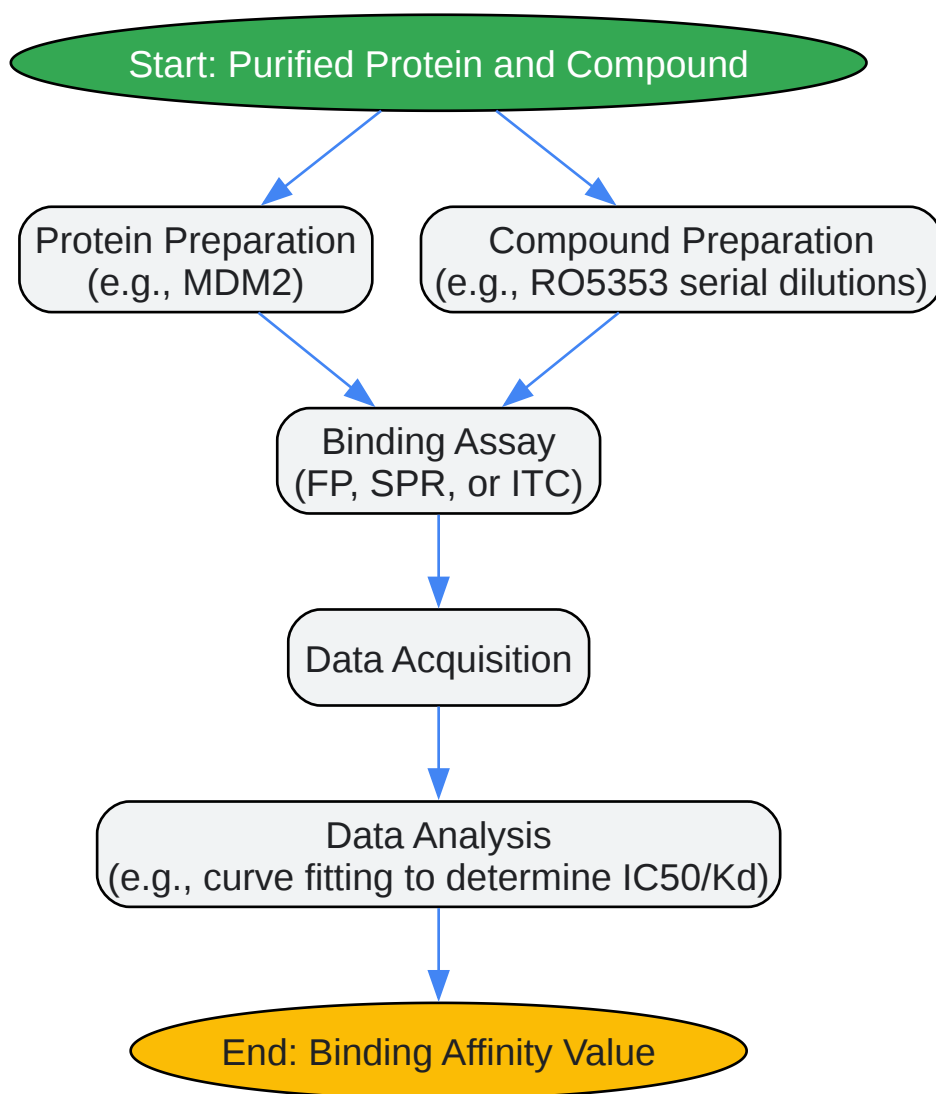 Start: Purified Protein and Compound
Protein Preparation
(e.g., MDM2)
Compound Preparation
(e.g., RO5353 serial dilutions)
Binding Assay
(FP, SPR, or ITC)
Data Acquisition
Data Analysis
(e.g., curve fitting to determine IC50/Kd)
End: Binding Affinity Value